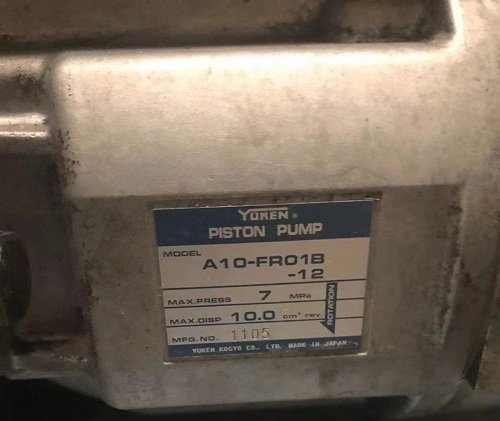 YUKEN
PISTON PUMP
MODEL A10-FR01B
-12
MAX.PRESS 7 MPa
MAX.DISP 10.0 cm³ rev.
ROTATION
MFG.NO. 1105
YUKEN KOGYO CO., LTD. MADE IN JAPAN